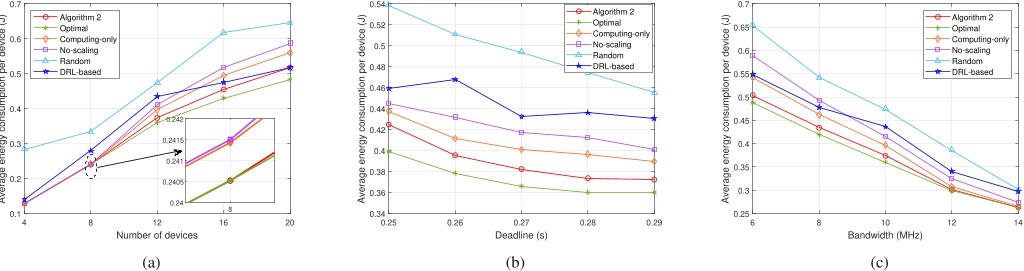 Average energy consumption per device (J)
0.7
0.6
0.5
0.4
0.3
0.2
0.1
Algorithm 2
Optimal
Computing-only
No-scaling
Random
DRL-based
0.242
0.2415
0.241
0.2405
0.24
8
4 8 12 16 20
Number of devices
(a)
Average energy consumption per device (J)
0.54
0.52
0.5
0.48
0.46
0.44
0.42
0.4
0.38
0.36
0.34
Algorithm 2
Optimal
Computing-only
No-scaling
Random
DRL-based
0.25 0.26 0.27 0.28 0.29
Deadline (s)
(b)
Average energy consumption per device (J)
0.7
0.65
0.6
0.55
0.5
0.45
0.4
0.35
0.3
0.25
Algorithm 2
Optimal
Computing-only
No-scaling
Random
DRL-based
6 8 10 12 14
Bandwidth (MHz)
(c)